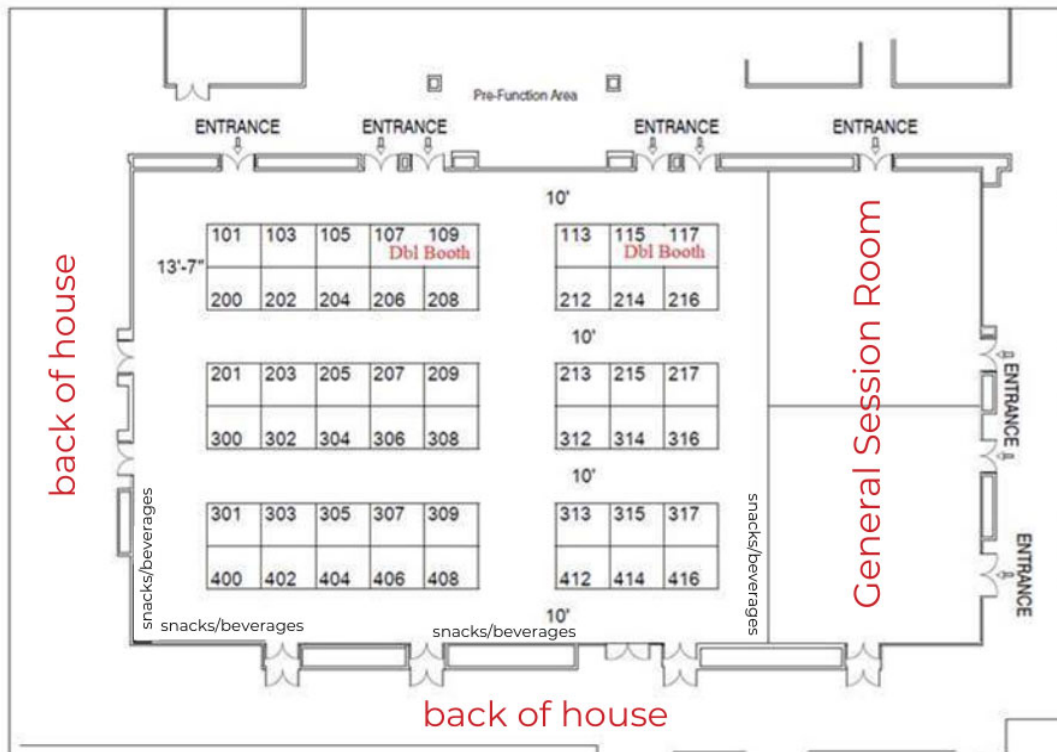 Pre-Function Area
ENTRANCE
ENTRANCE
ENTRANCE
ENTRANCE
10'
101 103 105 107 109
Dbl Booth
113 115 117
Dbl Booth
13'-7"
200 202 204 206 208
212 214 216
10'
201 203 205 207 209
213 215 217
300 302 304 306 308
312 314 316
10'
301 303 305 307 309
313 315 317
400 402 404 406 408
412 414 416
10'
snacks/beverages
snacks/beverages
snacks/beverages
snacks/beverages
back of house
General Session Room
ENTRANCE
ENTRANCE
back of house